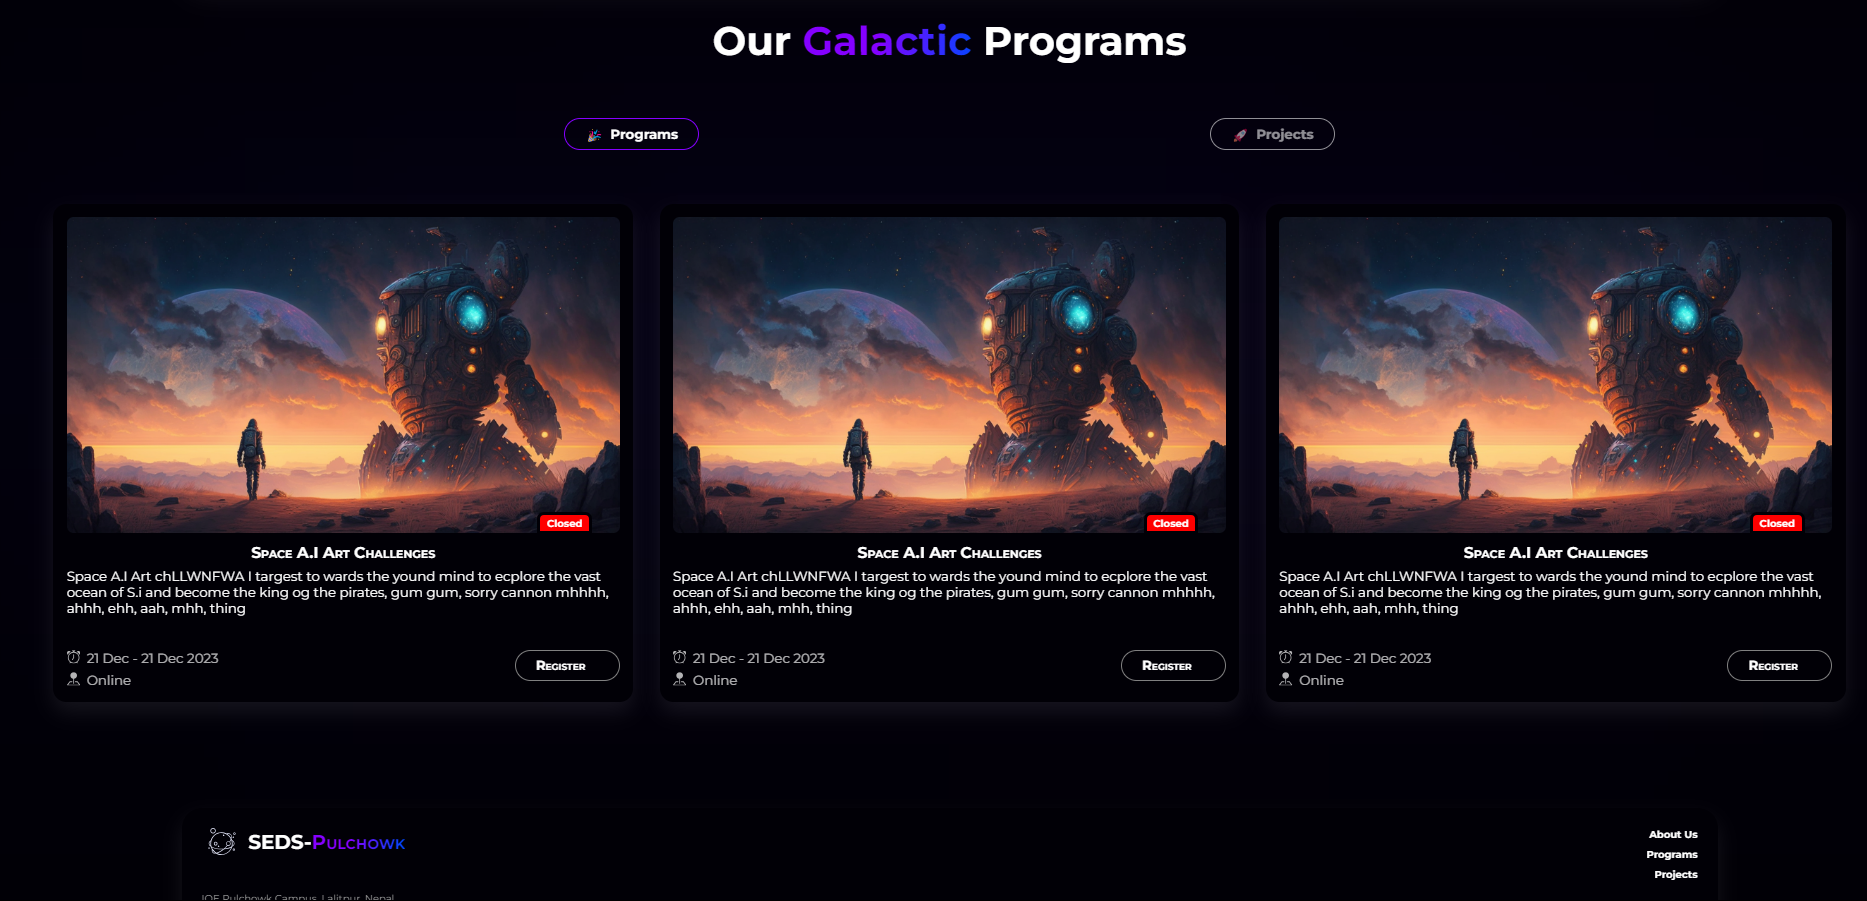 Our Galactic Programs
Programs
Projects
Closed
Space A.I Art Challenges
Space A.I Art chLLWNFWA I targest to wards the yound mind to ecplore the vast
ocean of S.i and become the king og the pirates, gum gum, sorry cannon mhhhh,
ahhh, ehh, aah, mhh, thing
21 Dec - 21 Dec 2023
Online
Register
Closed
Space A.I Art Challenges
Space A.I Art chLLWNFWA I targest to wards the yound mind to ecplore the vast
ocean of S.i and become the king og the pirates, gum gum, sorry cannon mhhhh,
ahhh, ehh, aah, mhh, thing
21 Dec - 21 Dec 2023
Online
Register
Closed
Space A.I Art Challenges
Space A.I Art chLLWNFWA I targest to wards the yound mind to ecplore the vast
ocean of S.i and become the king og the pirates, gum gum, sorry cannon mhhhh,
ahhh, ehh, aah, mhh, thing
21 Dec - 21 Dec 2023
Online
Register
SEDS-Pulchowk
About Us
Programs
Projects
IOE Pulchowk Campus, Lalitpur, Nepal